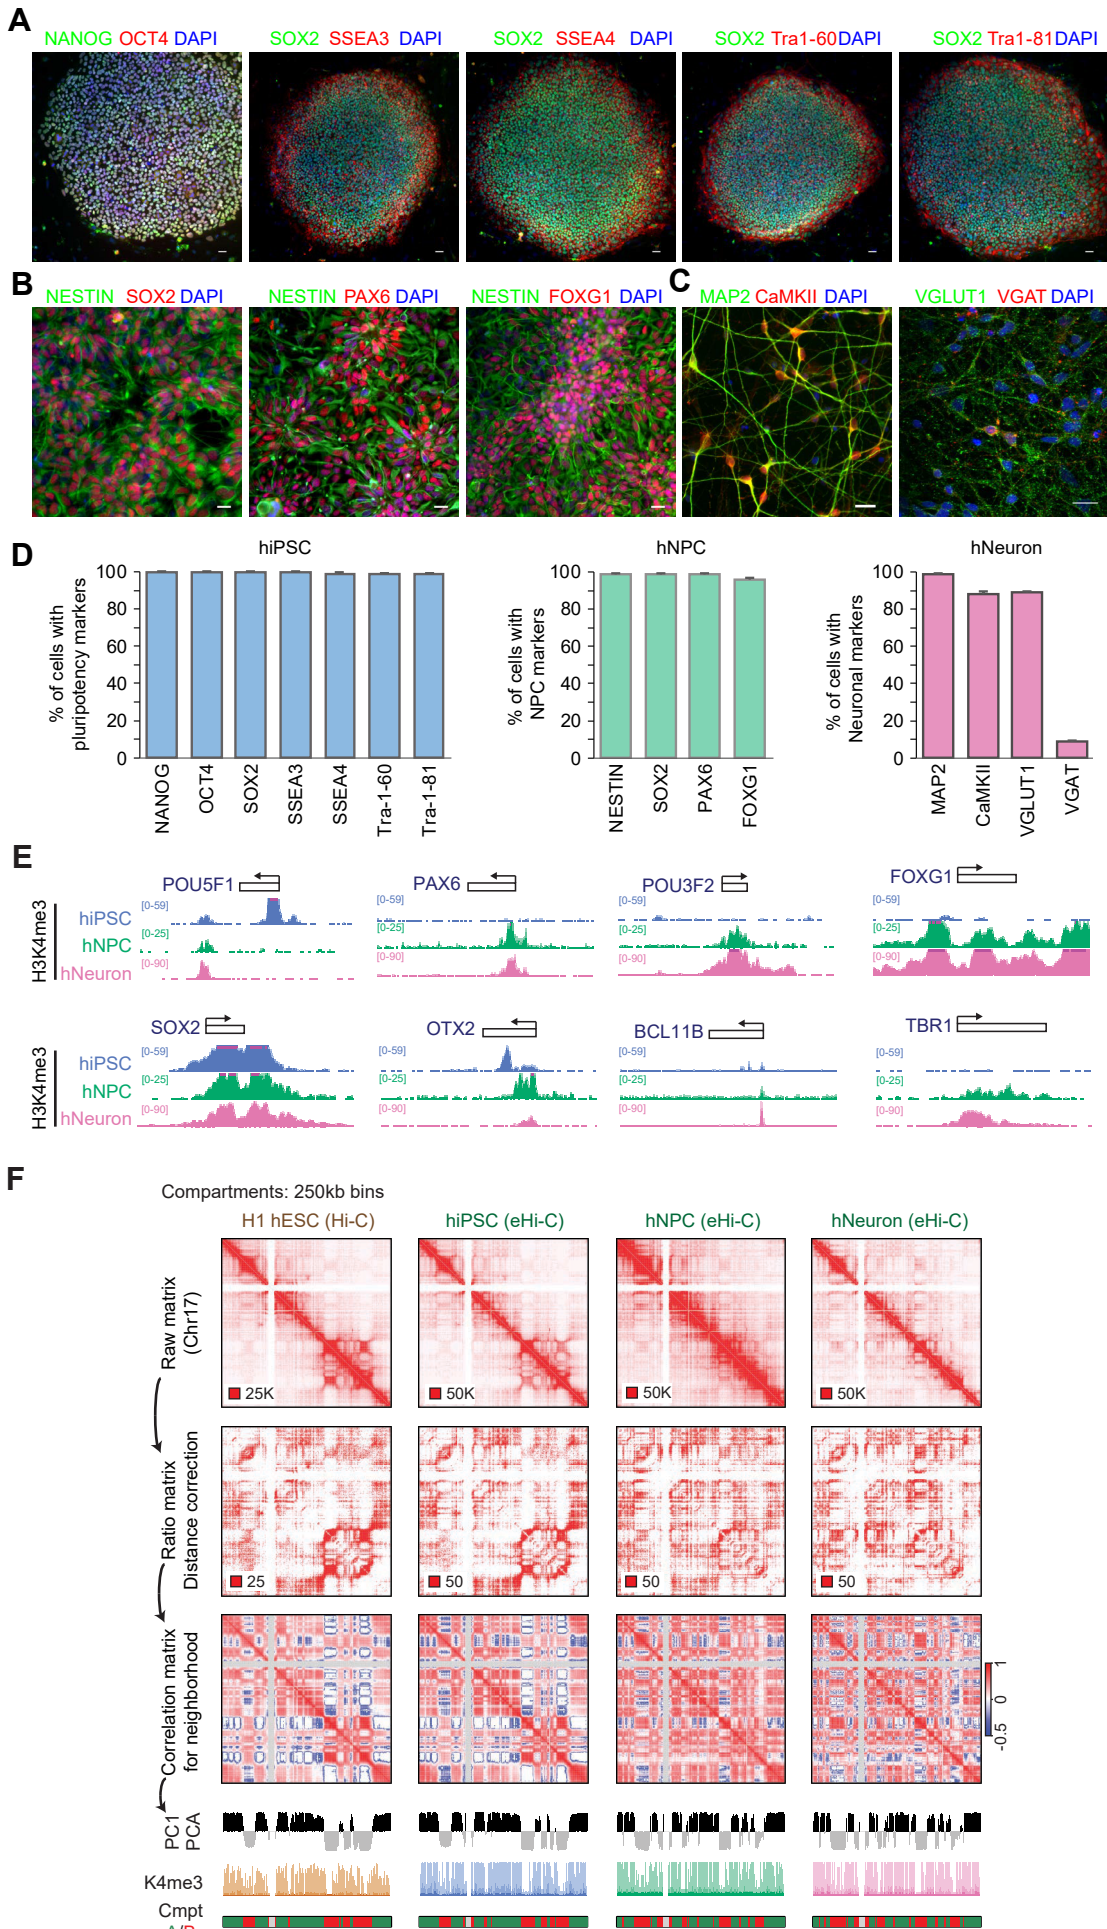 A
NANOG OCT4 DAPI
SOX2 SSEA3 DAPI
SOX2 SSEA4 DAPI
SOX2 Tra1-60 DAPI
SOX2 Tra1-81 DAPI
B
NESTIN SOX2 DAPI
NESTIN PAX6 DAPI
NESTIN FOXG1 DAPI
C
MAP2 CaMKII DAPI
VGLUT1 VGAT DAPI
D
hiPSC
% of cells with
pluripotency markers
100
80
60
40
20
0
NANOG
OCT4
SOX2
SSEA3
SSEA4
Tra-1-60
Tra-1-81
hNPC
% of cells with
NPC markers
100
80
60
40
20
0
NESTIN
SOX2
PAX6
FOXG1
hNeuron
% of cells with
Neuronal markers
100
80
60
40
20
0
MAP2
CaMKII
VGLUT1
VGAT
E
H3K4me3
hiPSC
hNPC
hNeuron
POU5F1
[0-59]
[0-25]
[0-90]
PAX6
[0-59]
[0-25]
[0-90]
POU3F2
[0-59]
[0-25]
[0-90]
FOXG1
[0-59]
[0-25]
[0-90]
H3K4me3
hiPSC
hNPC
hNeuron
SOX2
[0-59]
[0-25]
[0-90]
OTX2
[0-59]
[0-25]
[0-90]
BCL11B
[0-59]
[0-25]
[0-90]
TBR1
[0-59]
[0-25]
[0-90]
F
Compartments: 250kb bins
H1 hESC (Hi-C)
hiPSC (eHi-C)
hNPC (eHi-C)
hNeuron (eHi-C)
Raw matrix
(Chr17)
25K
50K
50K
50K
Ratio matrix
Distance correction
25
50
50
50
Correlation matrix
for neighborhood
1
0
-0.5
PC1
PCA
K4me3
Cmpt